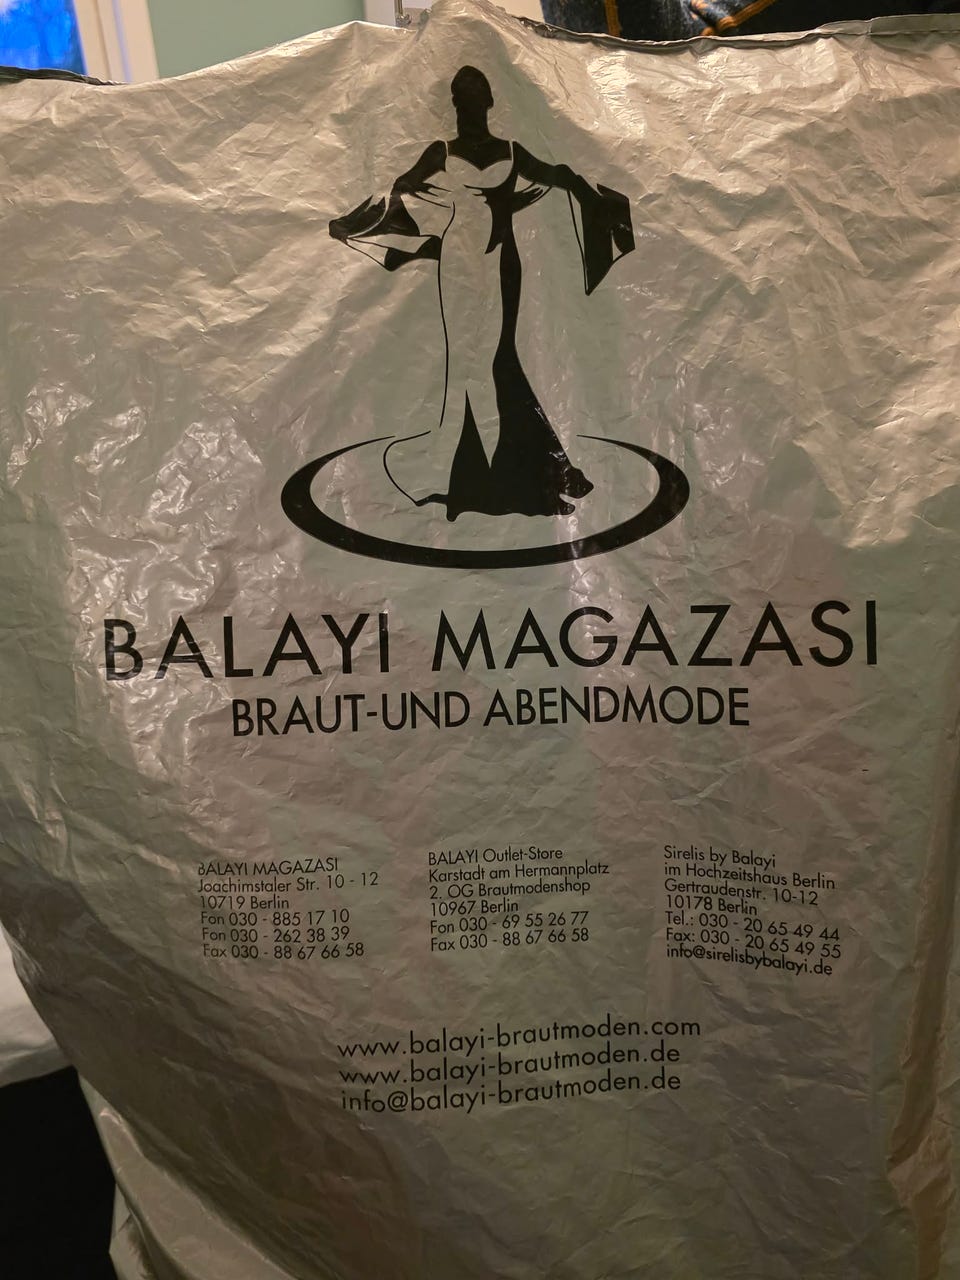 BALAYI MAGAZASI
BRAUT-UND ABENDMODE
BALAYI MAGAZASI
Joachimstaler Str. 10 - 12
10719 Berlin
Fon 030 - 885 17 10
Fon 030 - 262 38 39
Fax 030 - 88 67 66 58
BALAYI Outlet-Store
Karstadt am Hermannplatz
2. OG Brautmodenshop
10967 Berlin
Fon 030 - 69 55 26 77
Fax 030 - 88 67 66 58
Sirelis by Balayi
im Hochzeitshaus Berlin
Gertraudenstr. 10-12
10178 Berlin
Tel.: 030 - 20 65 49 44
Fax: 030 - 20 65 49 55
info@sirelisbybalayi.de
www.balayi-brautmoden.com
www.balayi-brautmoden.de
info@balayi-brautmoden.de